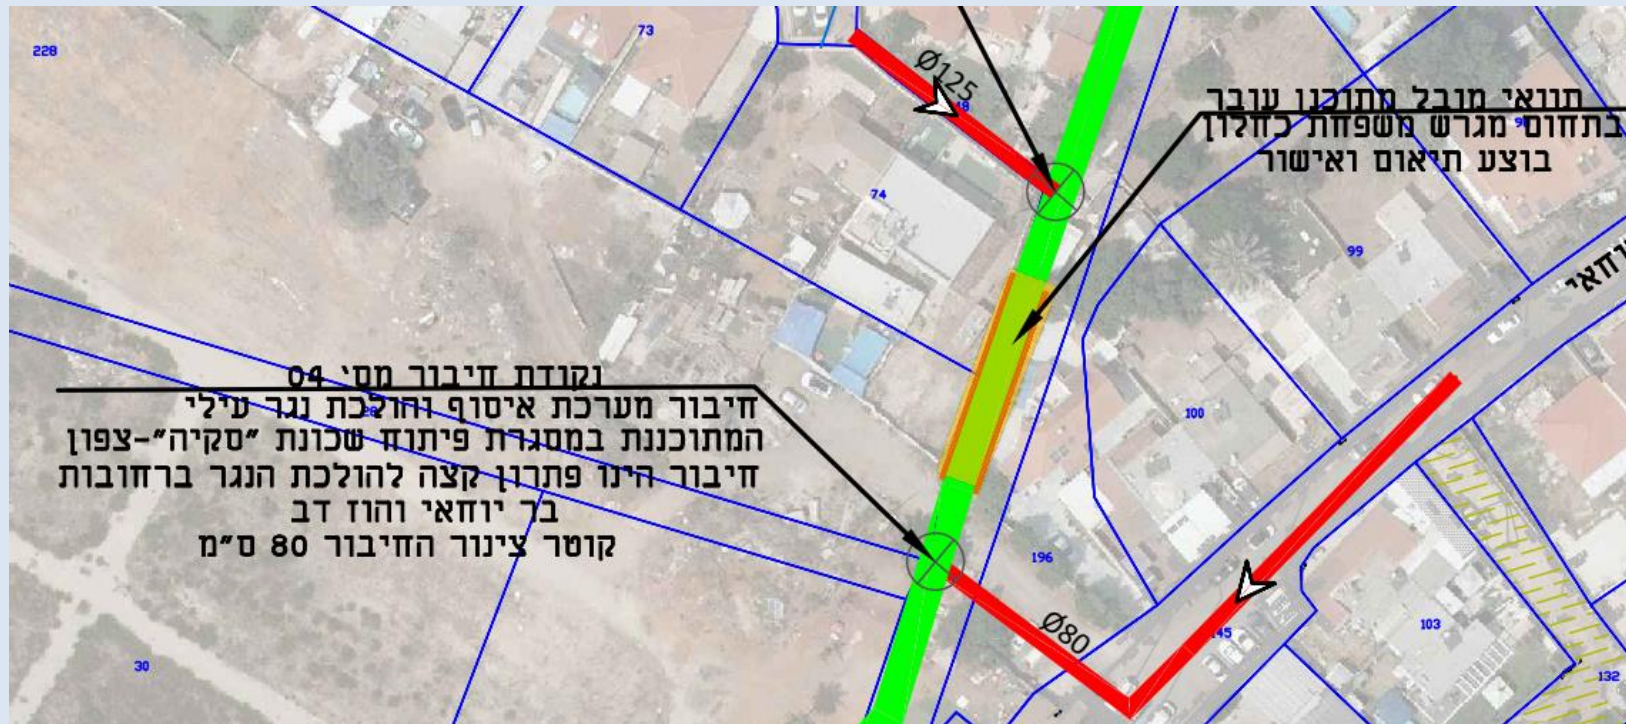 228
73
Ø125
48
תוואי מובל מתוכנן עובר
בתחום מגרש משפחת כחלון
בוצע תיאום ואישור
74
99
יוחאי
נקודת חיבור מס' 04
חיבור מערכת איסוף והולכת נגר עילי
המתוכננת במסגרת פיתוח שכונת "סקיה"-צפון
חיבור הינו פתרון קצה להולכת הנגר ברחובות
בר יוחאי והוז דב
קוטר צינור החיבור 80 ס"מ
100
196
Ø80
145
103
30
132